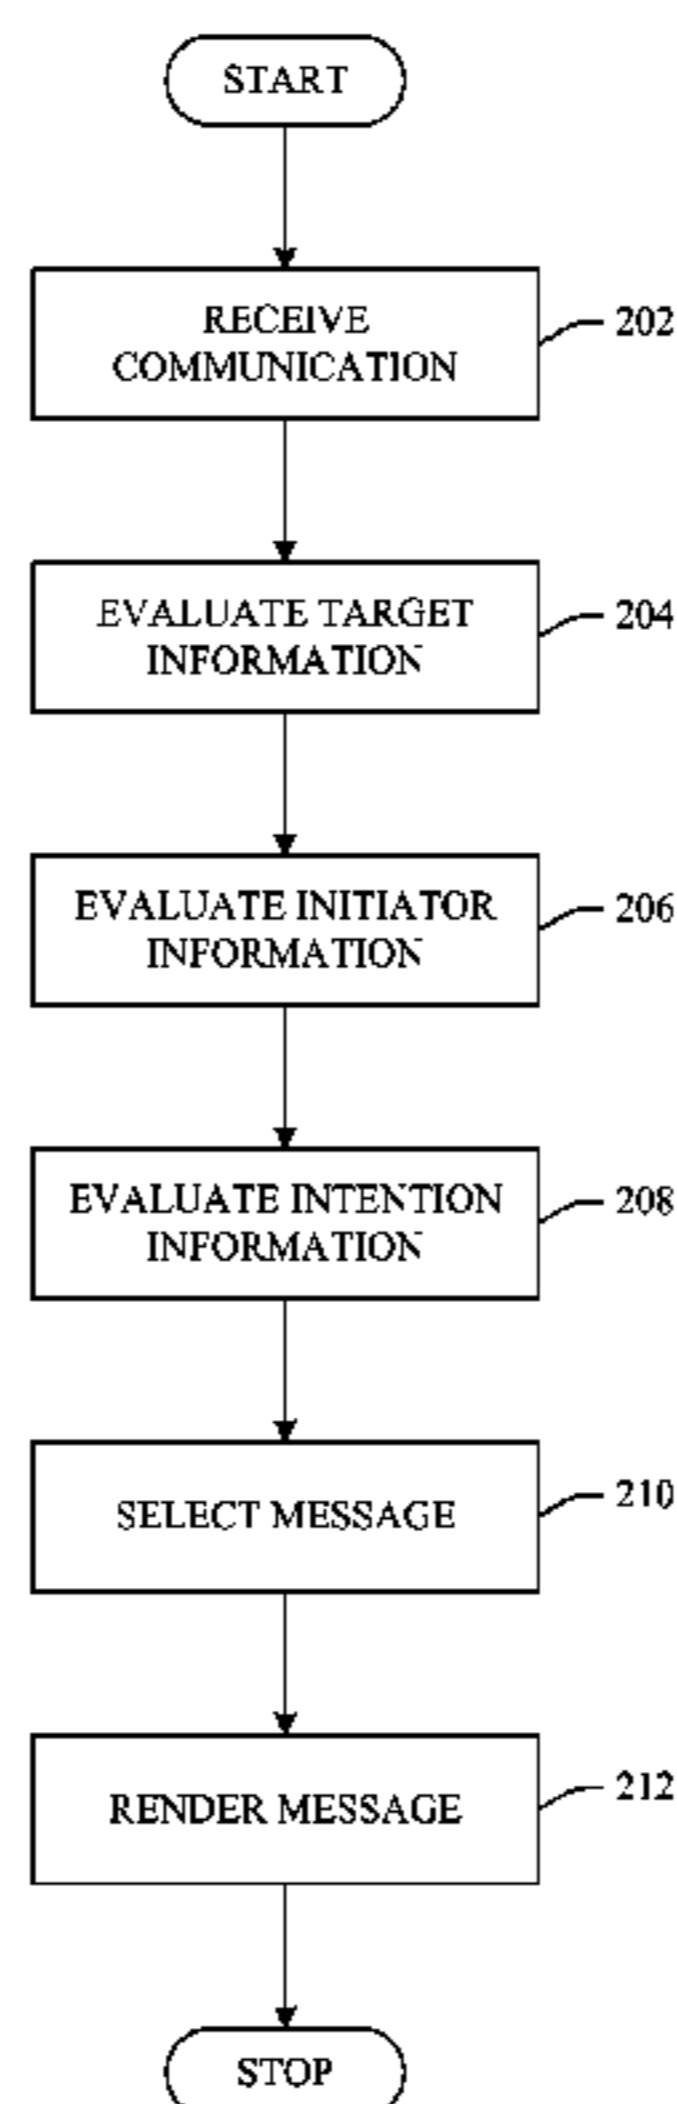 START
RECEIVE
COMMUNICATION
202
EVALUATE TARGET
INFORMATION
204
EVALUATE INITIATOR
INFORMATION
206
EVALUATE INTENTION
INFORMATION
208
SELECT MESSAGE
210
RENDER MESSAGE
212
STOP